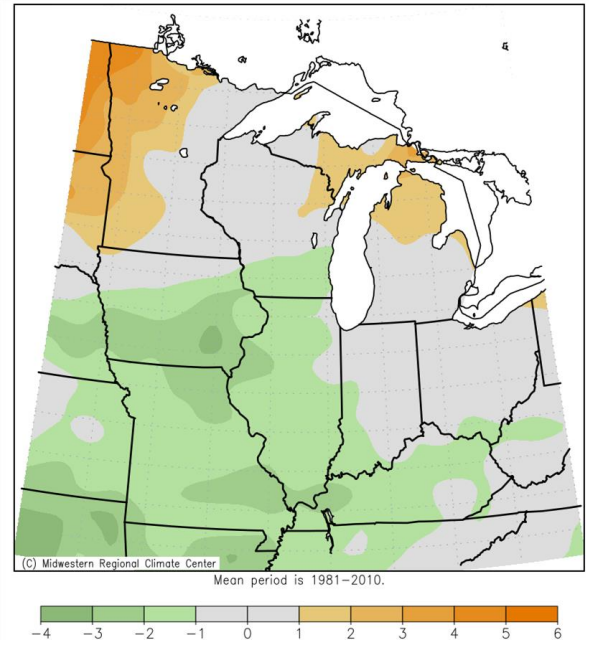 (C) Midwestern Regional Climate Center
Mean period is 1981−2010.
−4 −3 −2 −1 0 1 2 3 4 5 6